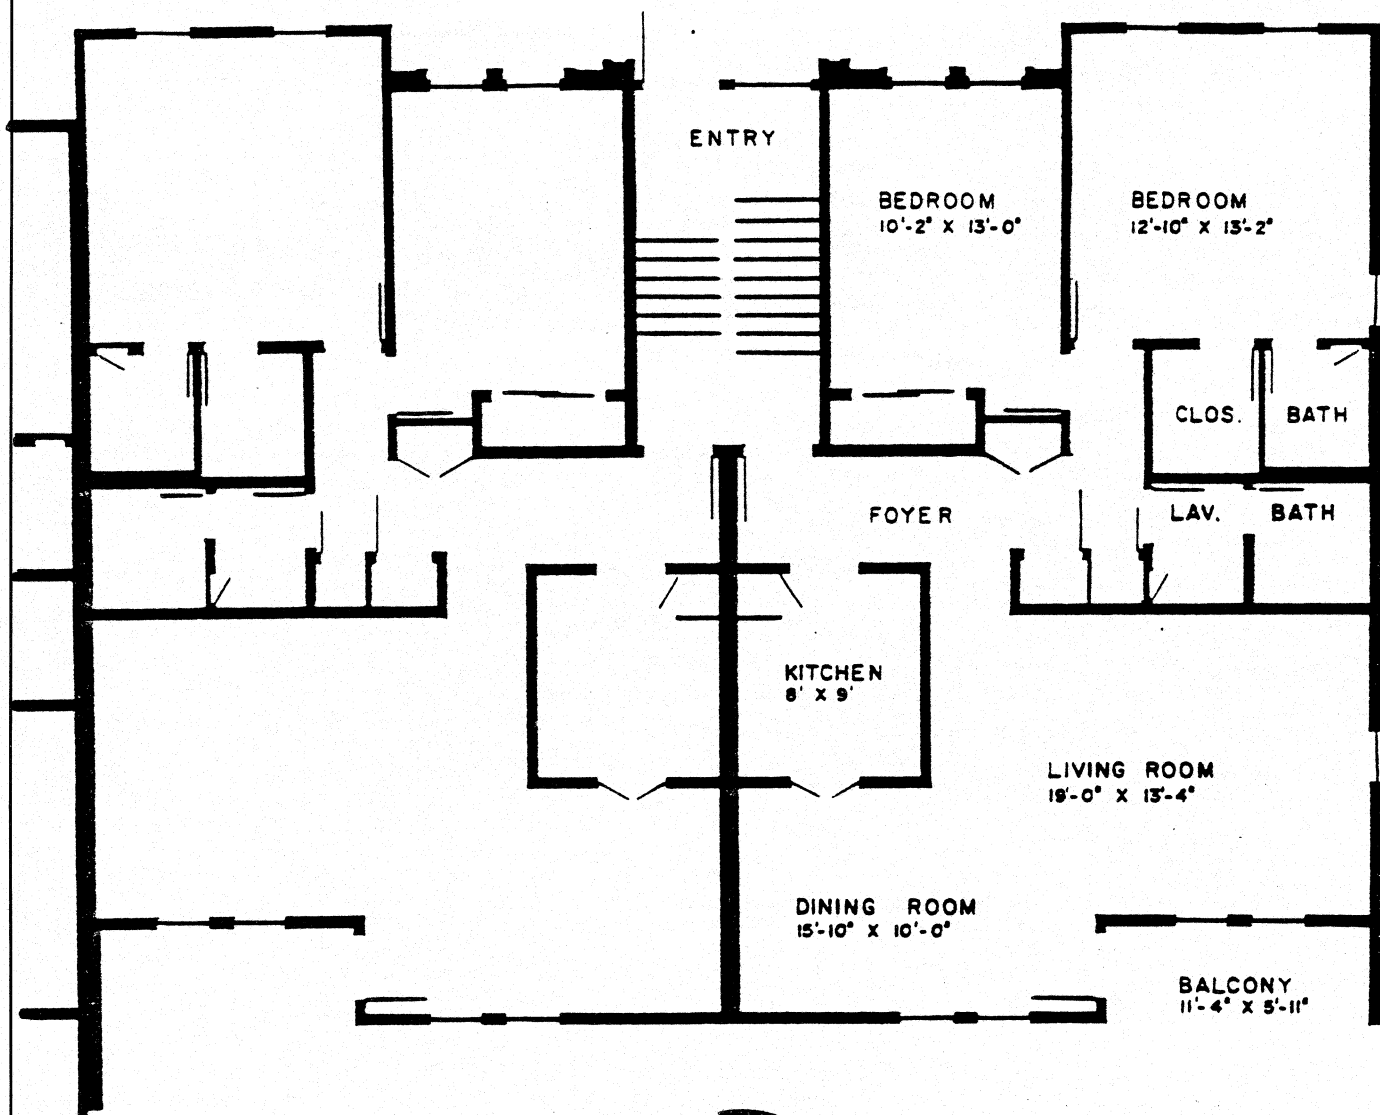 ENTRY
BEDROOM
10'-2" X 13'-0"
BEDROOM
12'-10" X 13'-2"
CLOS.
BATH
FOYER
LAV.
BATH
KITCHEN
8' X 9'
LIVING ROOM
19'-0" X 13'-4"
DINING ROOM
15'-10" X 10'-0"
BALCONY
11'-4" X 5'-11"